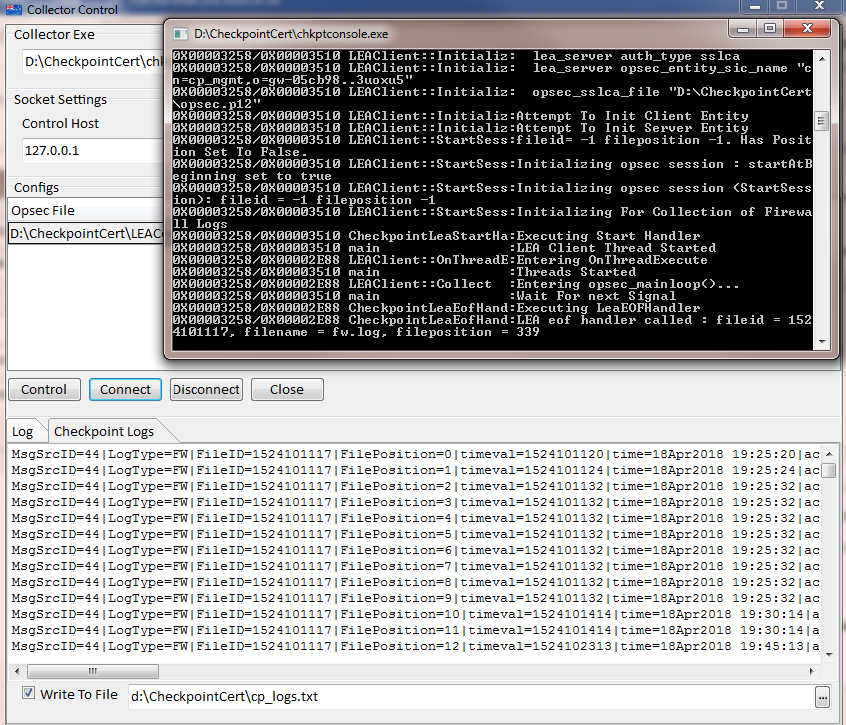 Collector Control
Collector Exe
D:\CheckpointCert\chk
Socket Settings
Control Host
127.0.0.1
Configs
Opsec File
D:\CheckpointCert\LEACo
D:\CheckpointCert\chkptconsole.exe
0X00003258/0X00003510 LEAClient::Initializ:  lea_server auth_type sslca
0X00003258/0X00003510 LEAClient::Initializ:  lea_server opsec_entity_sic_name "c
n=cp_mgmt,o=gw-05cb98..3uoxu5"
0X00003258/0X00003510 LEAClient::Initializ:  opsec_sslca_file "D:\CheckpointCert
\opsec.p12"
0X00003258/0X00003510 LEAClient::Initializ:Attempt To Init Client Entity
0X00003258/0X00003510 LEAClient::Initializ:Attempt To Init Server Entity
0X00003258/0X00003510 LEAClient::StartSess:fileid= -1 fileposition -1. Has Posit
ion Set To False.
0X00003258/0X00003510 LEAClient::StartSess:Initializing opsec session : startAtB
eginning set to true
0X00003258/0X00003510 LEAClient::StartSess:Initializing opsec session (StartSess
ion): fileid = -1 fileposition -1
0X00003258/0X00003510 LEAClient::StartSess:Initializing For Collection of Firewa
ll Logs
0X00003258/0X00003510 CheckpointLeaStartHa:Executing Start Handler
0X00003258/0X00003510 main                :LEA Client Thread Started
0X00003258/0X00002E88 LEAClient::OnThreadE:Entering OnThreadExecute
0X00003258/0X00003510 main                :Threads Started
0X00003258/0X00002E88 LEAClient::Collect  :Entering opsec_mainloop()...
0X00003258/0X00003510 main                :Wait For next Signal
0X00003258/0X00002E88 CheckpointLeaEofHand:Executing LeaEOFHandler
0X00003258/0X00002E88 CheckpointLeaEofHand:LEA eof handler called : fileid = 152
4101117, filename = fw.log, fileposition = 339
Control Connect Disconnect Close
Log Checkpoint Logs
MsgSrcID=44|LogType=FW|FileID=1524101117|FilePosition=0|timeval=1524101120|time=18Apr2018 19:25:20|ac
MsgSrcID=44|LogType=FW|FileID=1524101117|FilePosition=1|timeval=1524101124|time=18Apr2018 19:25:24|ac
MsgSrcID=44|LogType=FW|FileID=1524101117|FilePosition=2|timeval=1524101132|time=18Apr2018 19:25:32|ac
MsgSrcID=44|LogType=FW|FileID=1524101117|FilePosition=3|timeval=1524101132|time=18Apr2018 19:25:32|ac
MsgSrcID=44|LogType=FW|FileID=1524101117|FilePosition=4|timeval=1524101132|time=18Apr2018 19:25:32|ac
MsgSrcID=44|LogType=FW|FileID=1524101117|FilePosition=5|timeval=1524101132|time=18Apr2018 19:25:32|ac
MsgSrcID=44|LogType=FW|FileID=1524101117|FilePosition=6|timeval=1524101132|time=18Apr2018 19:25:32|ac
MsgSrcID=44|LogType=FW|FileID=1524101117|FilePosition=7|timeval=1524101132|time=18Apr2018 19:25:32|ac
MsgSrcID=44|LogType=FW|FileID=1524101117|FilePosition=8|timeval=1524101132|time=18Apr2018 19:25:32|ac
MsgSrcID=44|LogType=FW|FileID=1524101117|FilePosition=9|timeval=1524101132|time=18Apr2018 19:25:32|ac
MsgSrcID=44|LogType=FW|FileID=1524101117|FilePosition=10|timeval=1524101414|time=18Apr2018 19:30:14|a
MsgSrcID=44|LogType=FW|FileID=1524101117|FilePosition=11|timeval=1524101414|time=18Apr2018 19:30:14|a
MsgSrcID=44|LogType=FW|FileID=1524101117|FilePosition=12|timeval=1524102313|time=18Apr2018 19:45:13|a
Write To File d:\CheckpointCert\cp_logs.txt ...